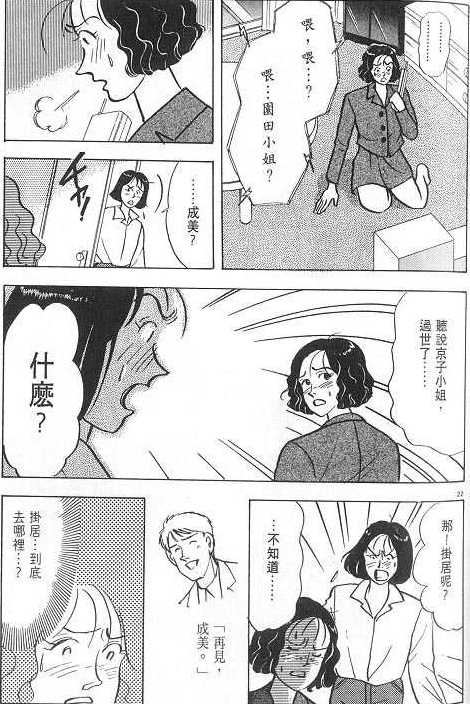 ………
………
喂，喂…？
喂…園田小姐？
……成美？
聽說京子小姐，
過世了……
什麼？
22
那！掛居呢？
…不知道……
「再見，
成美。」
掛居…到底
去哪裡…？